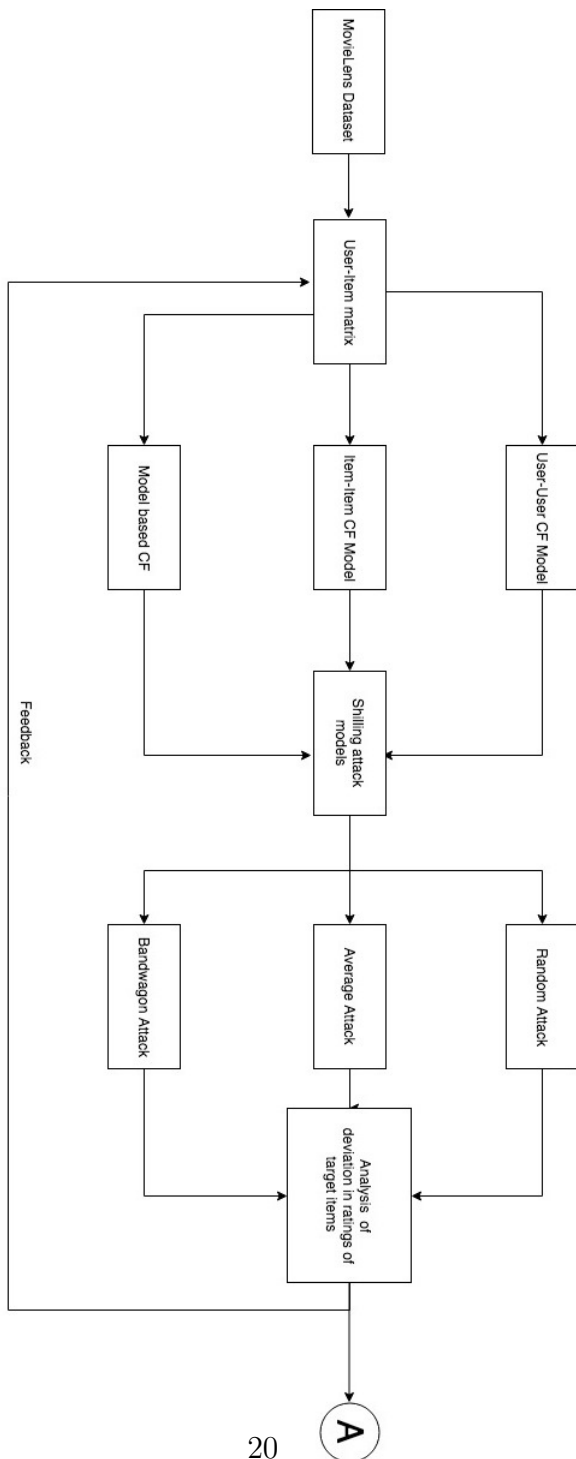 MovieLens Dataset
User-Item matrix
User-User CF Model
Item-Item CF Model
Model based CF
Shilling attack
models
Random Attack
Average Attack
Bandwagon Attack
Analysis of
deviation in ratings of
target items
Feedback
A
20